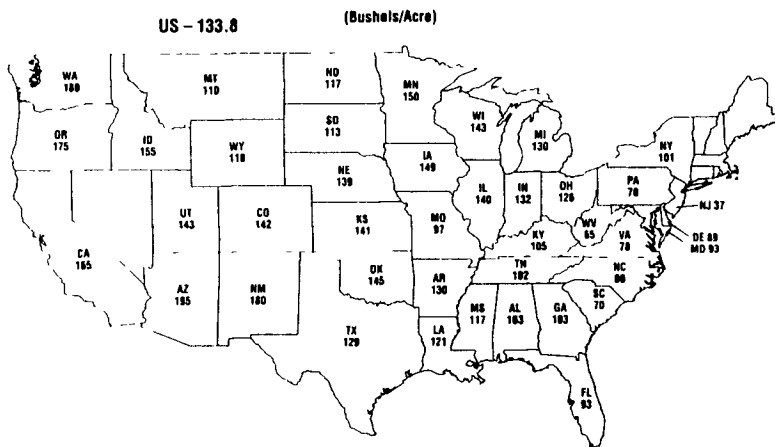 (Bushels/Acre)
US – 133.8
WA
MT
110
ND
117
MN
150
OR
175
ID
155
WY
118
SD
113
WI
143
MI
130
NY
101
NE
139
IA
149
IL
140
IN
132
OH
126
PA
78
NJ 37
UT
143
CO
142
KS
141
MO
97
KY
105
WV
65
VA
78
DE 89
MD 93
CA
165
AZ
195
NM
180
OK
145
AR
130
TN
102
NC
SC
70
TX
129
LA
121
MS
117
AL
103
GA
103
FL
93